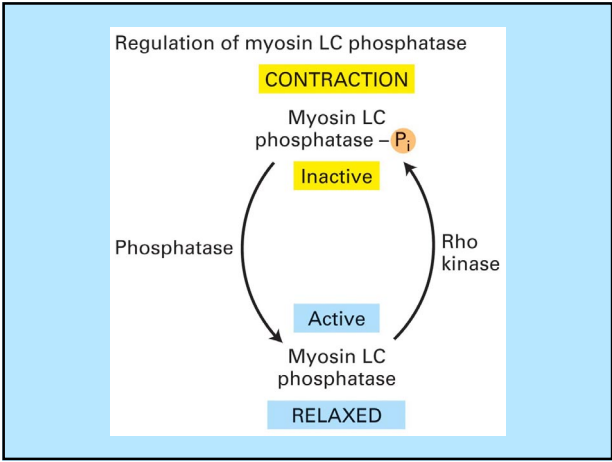 Regulation of myosin LC phosphatase
CONTRACTION
Myosin LC
phosphatase – Pi
Inactive
Phosphatase
Rho
kinase
Active
Myosin LC
phosphatase
RELAXED